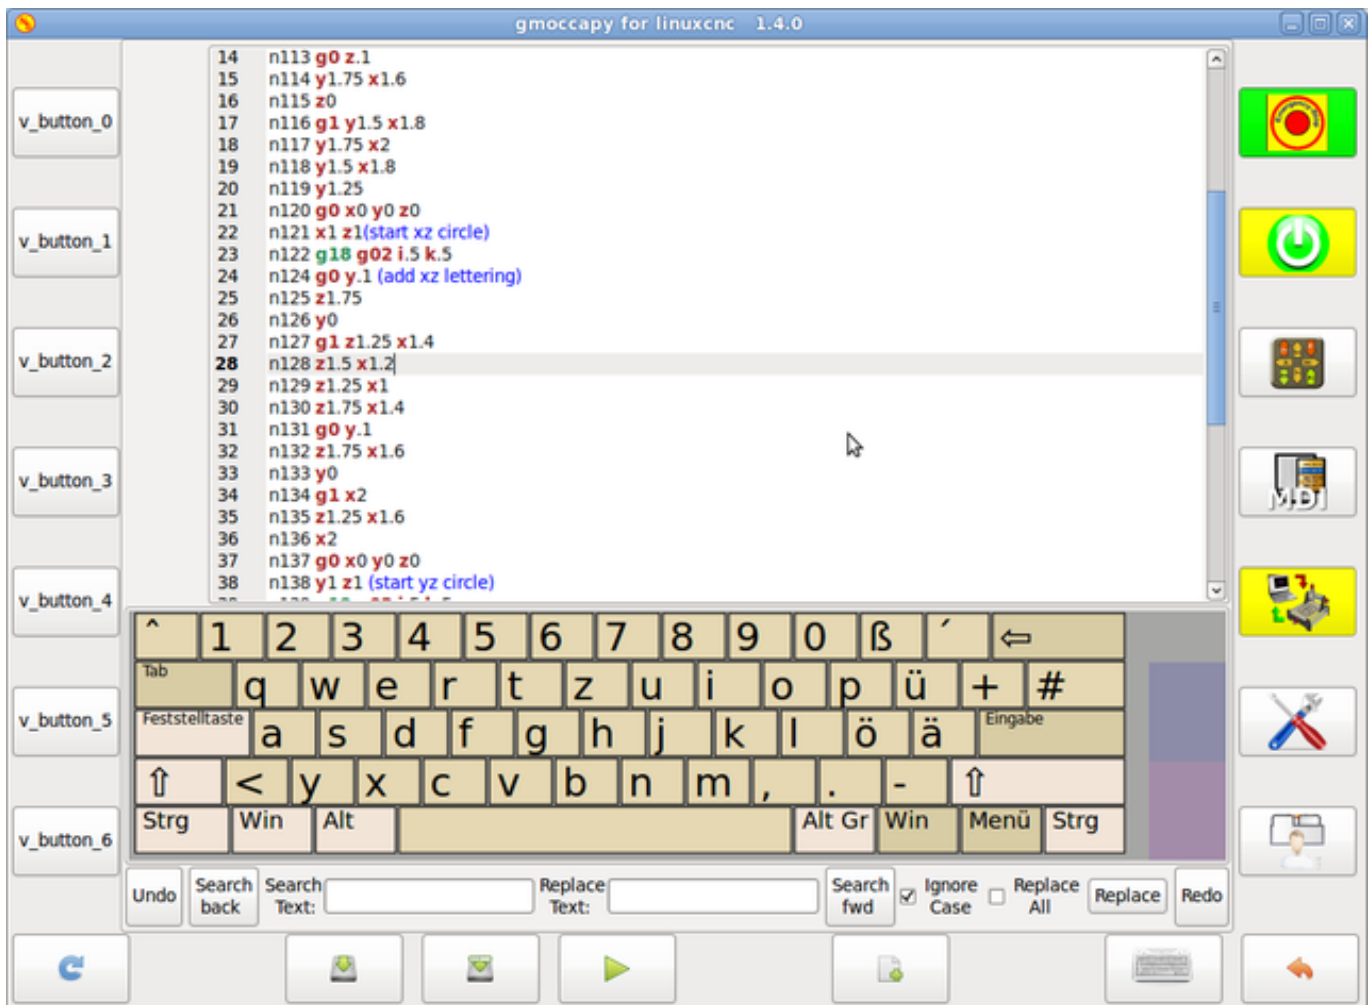 gmoccapy for linuxcnc 1.4.0
v_button_0
v_button_1
v_button_2
v_button_3
v_button_4
v_button_5
v_button_6
14 n113 g0 z.1
15 n114 y1.75 x1.6
16 n115 z0
17 n116 g1 y1.5 x1.8
18 n117 y1.75 x2
19 n118 y1.5 x1.8
20 n119 y1.25
21 n120 g0 x0 y0 z0
22 n121 x1 z1(start xz circle)
23 n122 g18 g02 i.5 k.5
24 n124 g0 y.1 (add xz lettering)
25 n125 z1.75
26 n126 y0
27 n127 g1 z1.25 x1.4
28 n128 z1.5 x1.2
29 n129 z1.25 x1
30 n130 z1.75 x1.4
31 n131 g0 y.1
32 n132 z1.75 x1.6
33 n133 y0
34 n134 g1 x2
35 n135 z1.25 x1.6
36 n136 x2
37 n137 g0 x0 y0 z0
38 n138 y1 z1 (start yz circle)
MDI
^ 1 2 3 4 5 6 7 8 9 0 ß ´ ⇦
Tab q w e r t z u i o p ü + #
Feststelltaste a s d f g h j k l ö ä Eingabe
⇧ < y x c v b n m , . - ⇧
Strg Win Alt Alt Gr Win Menü Strg
Undo
Search back
Search Text:
Replace Text:
Search fwd
Ignore Case
Replace All
Replace
Redo